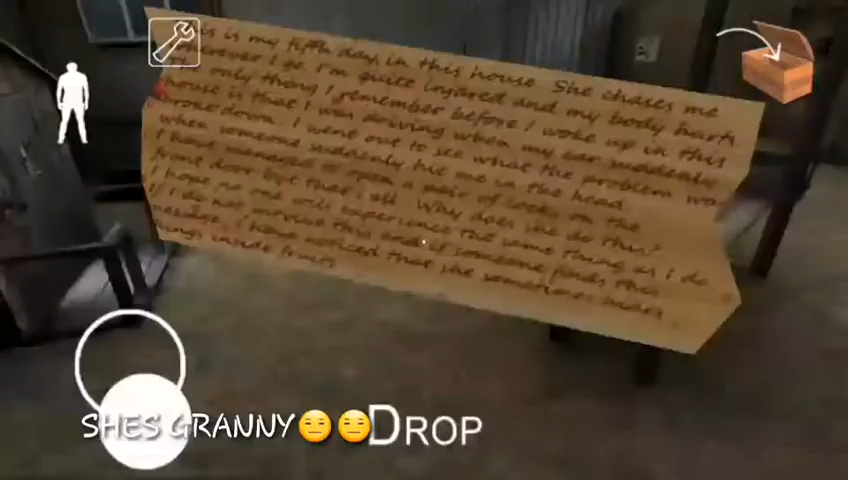 This is my fifth day in this house. She chases me
wherever I go. I'm quite injured and my body hurts
The only thing I remember before I woke up in this
house is that I was driving when my car suddenly
broke down. I went out to see what the problem was
when someone suddenly hit me in the head.
I have managed to open a pair of locks on the
front door but that's all. Why does she do this?
I hope no one will experience the same thing as I do.
If I do not survive this and if someone finds this
message. I have noticed that she sometimes hides
things inside fruits
SHES GRANNY😑😑 DROP